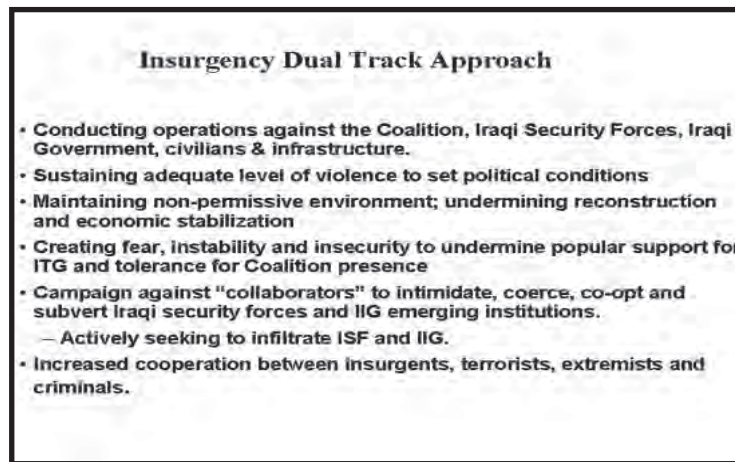 Insurgency Dual Track Approach
• Conducting operations against the Coalition, Iraqi Security Forces, Iraqi
Government, civilians & infrastructure.
• Sustaining adequate level of violence to set political conditions
• Maintaining non-permissive environment; undermining reconstruction
and economic stabilization
• Creating fear, instability and insecurity to undermine popular support for
ITG and tolerance for Coalition presence
• Campaign against “collaborators” to intimidate, coerce, co-opt and
subvert Iraqi security forces and IIG emerging institutions.
– Actively seeking to infiltrate ISF and IIG.
• Increased cooperation between insurgents, terrorists, extremists and
criminals.